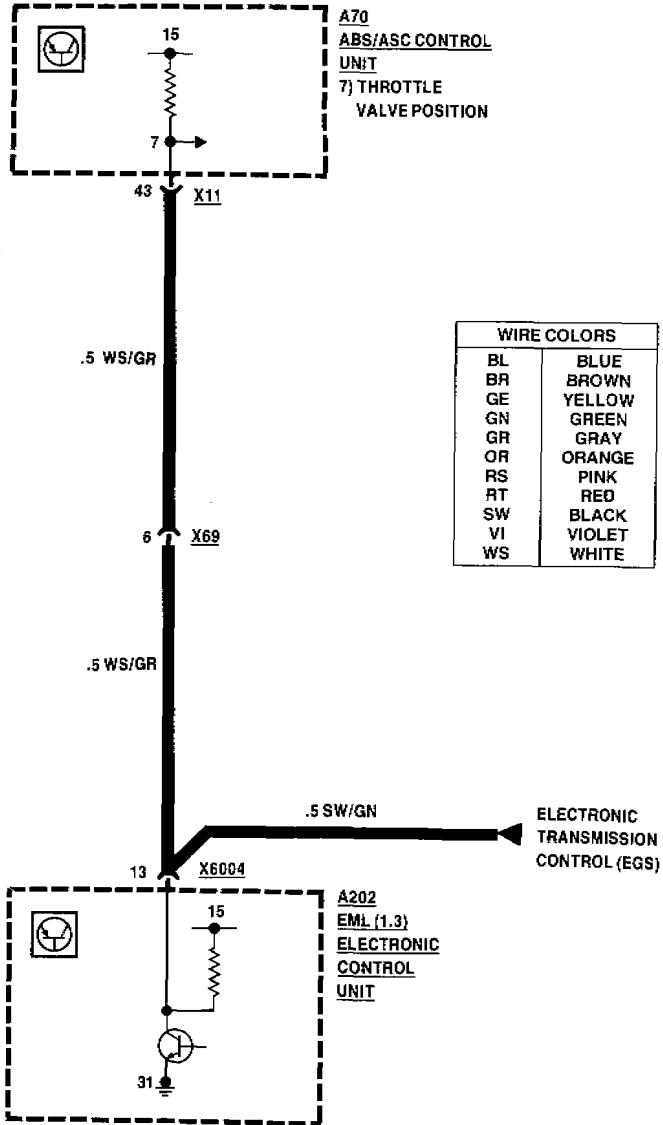 A70
ABS/ASC CONTROL
UNIT
7) THROTTLE
VALVE POSITION
15
7
43 X11
.5 WS/GR
WIRE COLORS
BL BLUE
BR BROWN
GE YELLOW
GN GREEN
GR GRAY
OR ORANGE
RS PINK
RT RED
SW BLACK
VI VIOLET
WS WHITE
6 X69
.5 WS/GR
.5 SW/GN
ELECTRONIC
TRANSMISSION
CONTROL (EGS)
13 X6004
A202
EML (1.3)
ELECTRONIC
CONTROL
UNIT
15
31